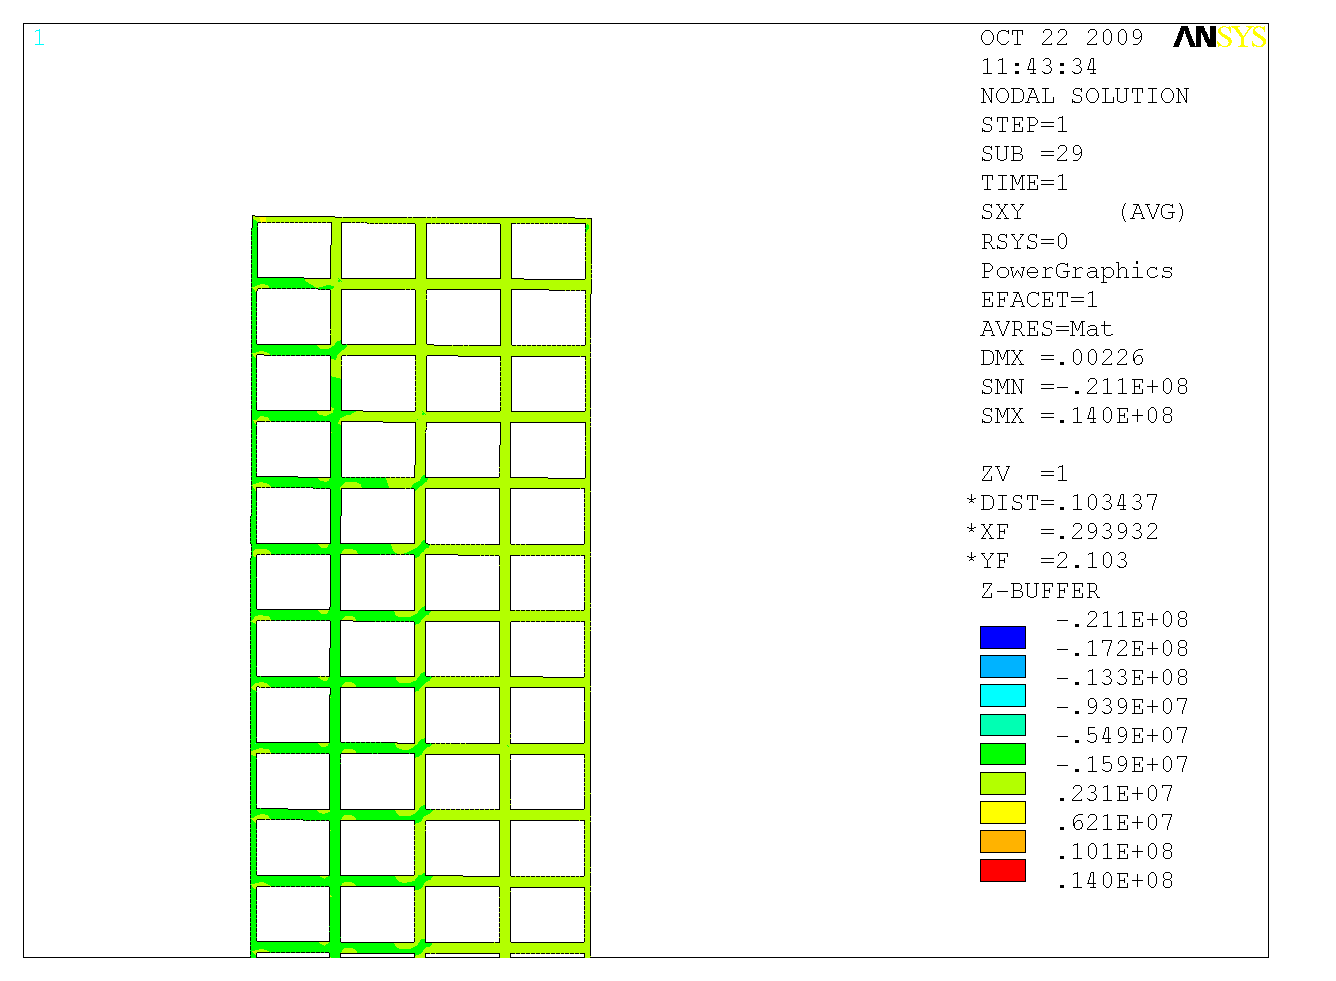 1
OCT 22 2009 ANSYS
11:43:34
NODAL SOLUTION
STEP=1
SUB =29
TIME=1
SXY (AVG)
RSYS=0
PowerGraphics
EFACET=1
AVRES=Mat
DMX =.00226
SMN =-.211E+08
SMX =.140E+08
ZV =1
*DIST=.103437
*XF =.293932
*YF =2.103
Z-BUFFER
-.211E+08
-.172E+08
-.133E+08
-.939E+07
-.549E+07
-.159E+07
.231E+07
.621E+07
.101E+08
.140E+08